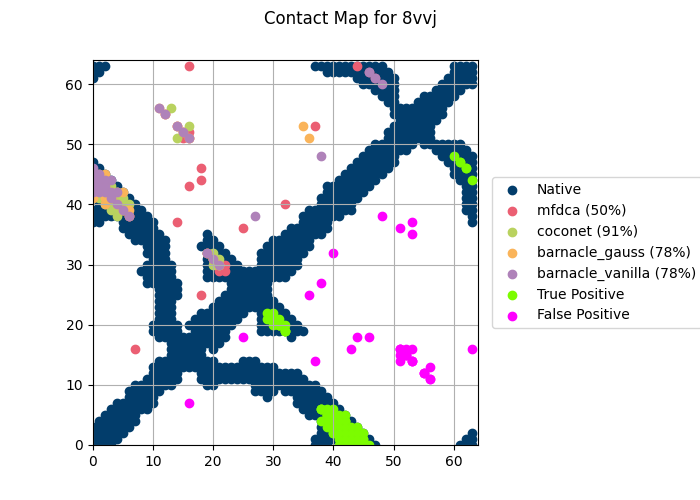 Contact Map for 8vvj
60
50
40
30
20
10
0
0 10 20 30 40 50 60
Native
mfdca (50%)
coconet (91%)
barnacle_gauss (78%)
barnacle_vanilla (78%)
True Positive
False Positive